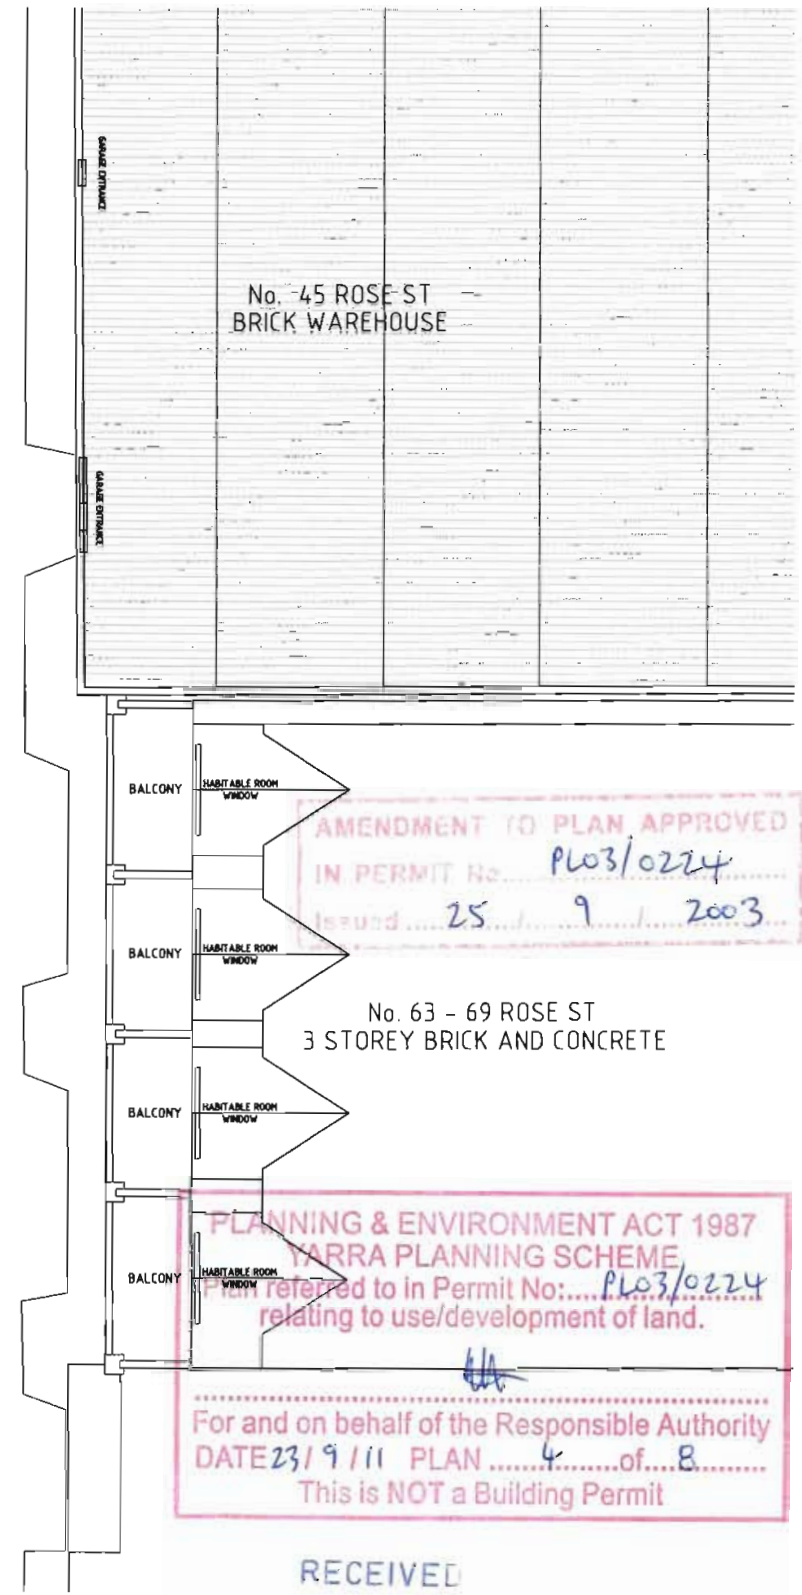 GARAGE ENTRANCE
No. 45 ROSE ST
BRICK WAREHOUSE
GARAGE ENTRANCE
BALCONY
HABITABLE ROOM
WINDOW
AMENDMENT TO PLAN APPROVED
IN PERMIT No..... PL03/0224
Issued.....25...../.....9...../.....2003
BALCONY
HABITABLE ROOM
WINDOW
No. 63 - 69 ROSE ST
3 STOREY BRICK AND CONCRETE
BALCONY
HABITABLE ROOM
WINDOW
PLANNING & ENVIRONMENT ACT 1987
YARRA PLANNING SCHEME
BALCONY
HABITABLE ROOM
WINDOW
Plan referred to in Permit No:....PL03/0224
relating to use/development of land.
For and on behalf of the Responsible Authority
DATE 23/9/11 PLAN ......4........of....8..........
This is NOT a Building Permit
RECEIVED